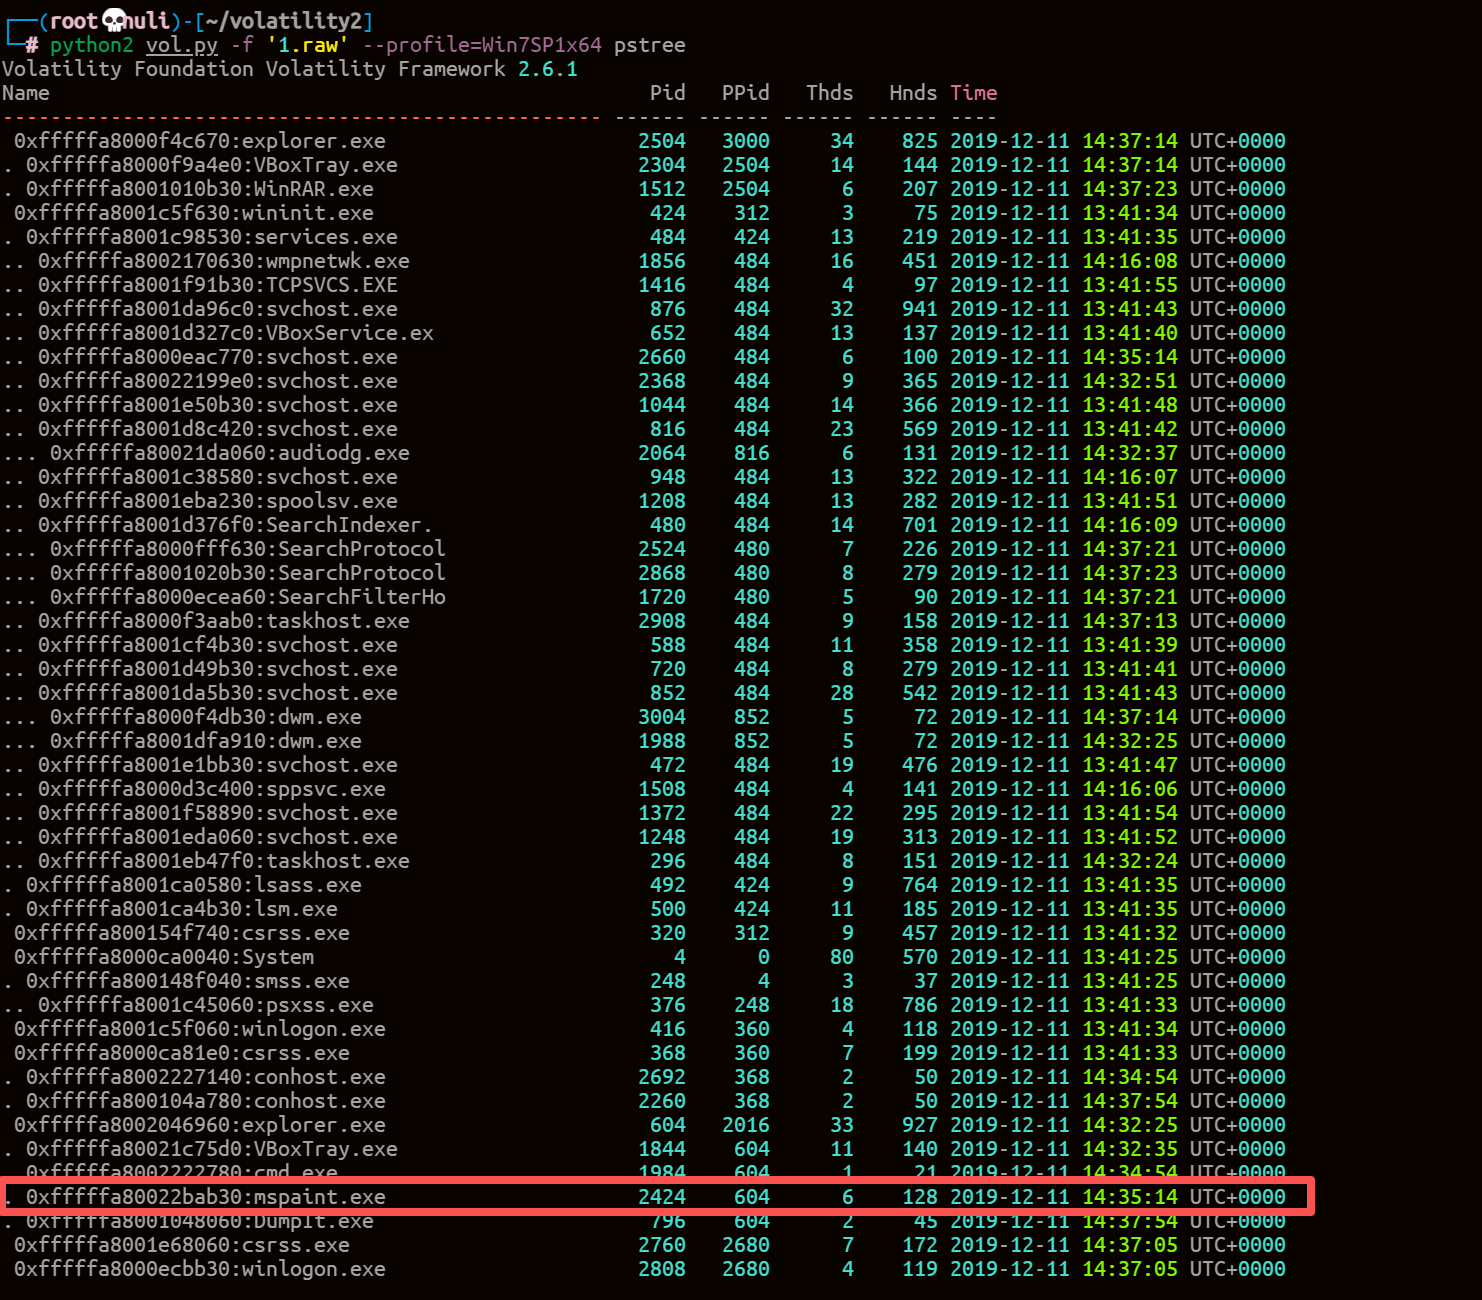 ┌──(root💀nuli)-[~/volatility2]
└─# python2 vol.py -f '1.raw' --profile=Win7SP1x64 pstree
Volatility Foundation Volatility Framework 2.6.1
Name Pid PPid Thds Hnds Time
-------------------------------------------------- ------ ------ ------ ------ ----
0xfffffa8000f4c670:explorer.exe 2504 3000 34 825 2019-12-11 14:37:14 UTC+0000
. 0xfffffa8000f9a4e0:VBoxTray.exe 2304 2504 14 144 2019-12-11 14:37:14 UTC+0000
. 0xfffffa8001010b30:WinRAR.exe 1512 2504 6 207 2019-12-11 14:37:23 UTC+0000
0xfffffa8001c5f630:wininit.exe 424 312 3 75 2019-12-11 13:41:34 UTC+0000
. 0xfffffa8001c98530:services.exe 484 424 13 219 2019-12-11 13:41:35 UTC+0000
.. 0xfffffa8002170630:wmpnetwk.exe 1856 484 16 451 2019-12-11 14:16:08 UTC+0000
.. 0xfffffa8001f91b30:TCPSVCS.EXE 1416 484 4 97 2019-12-11 13:41:55 UTC+0000
.. 0xfffffa8001da96c0:svchost.exe 876 484 32 941 2019-12-11 13:41:43 UTC+0000
.. 0xfffffa8001d327c0:VBoxService.ex 652 484 13 137 2019-12-11 13:41:40 UTC+0000
.. 0xfffffa8000eac770:svchost.exe 2660 484 6 100 2019-12-11 14:35:14 UTC+0000
.. 0xfffffa80022199e0:svchost.exe 2368 484 9 365 2019-12-11 14:32:51 UTC+0000
.. 0xfffffa8001e50b30:svchost.exe 1044 484 14 366 2019-12-11 13:41:48 UTC+0000
.. 0xfffffa8001d8c420:svchost.exe 816 484 23 569 2019-12-11 13:41:42 UTC+0000
... 0xfffffa80021da060:audiodg.exe 2064 816 6 131 2019-12-11 14:32:37 UTC+0000
.. 0xfffffa8001c38580:svchost.exe 948 484 13 322 2019-12-11 14:16:07 UTC+0000
.. 0xfffffa8001eba230:spoolsv.exe 1208 484 13 282 2019-12-11 13:41:51 UTC+0000
.. 0xfffffa8001d376f0:SearchIndexer. 480 484 14 701 2019-12-11 14:16:09 UTC+0000
... 0xfffffa8000fff630:SearchProtocol 2524 480 7 226 2019-12-11 14:37:21 UTC+0000
... 0xfffffa8001020b30:SearchProtocol 2868 480 8 279 2019-12-11 14:37:23 UTC+0000
... 0xfffffa8000ecea60:SearchFilterHo 1720 480 5 90 2019-12-11 14:37:21 UTC+0000
.. 0xfffffa8000f3aab0:taskhost.exe 2908 484 9 158 2019-12-11 14:37:13 UTC+0000
.. 0xfffffa8001cf4b30:svchost.exe 588 484 11 358 2019-12-11 13:41:39 UTC+0000
.. 0xfffffa8001d49b30:svchost.exe 720 484 8 279 2019-12-11 13:41:41 UTC+0000
.. 0xfffffa8001da5b30:svchost.exe 852 484 28 542 2019-12-11 13:41:43 UTC+0000
... 0xfffffa8000f4db30:dwm.exe 3004 852 5 72 2019-12-11 14:37:14 UTC+0000
... 0xfffffa8001dfa910:dwm.exe 1988 852 5 72 2019-12-11 14:32:25 UTC+0000
.. 0xfffffa8001e1bb30:svchost.exe 472 484 19 476 2019-12-11 13:41:47 UTC+0000
.. 0xfffffa8000d3c400:sppsvc.exe 1508 484 4 141 2019-12-11 14:16:06 UTC+0000
.. 0xfffffa8001f58890:svchost.exe 1372 484 22 295 2019-12-11 13:41:54 UTC+0000
.. 0xfffffa8001eda060:svchost.exe 1248 484 19 313 2019-12-11 13:41:52 UTC+0000
.. 0xfffffa8001eb47f0:taskhost.exe 296 484 8 151 2019-12-11 14:32:24 UTC+0000
. 0xfffffa8001ca0580:lsass.exe 492 424 9 764 2019-12-11 13:41:35 UTC+0000
. 0xfffffa8001ca4b30:lsm.exe 500 424 11 185 2019-12-11 13:41:35 UTC+0000
0xfffffa800154f740:csrss.exe 320 312 9 457 2019-12-11 13:41:32 UTC+0000
0xfffffa8000ca0040:System 4 0 80 570 2019-12-11 13:41:25 UTC+0000
. 0xfffffa800148f040:smss.exe 248 4 3 37 2019-12-11 13:41:25 UTC+0000
.. 0xfffffa8001c45060:psxss.exe 376 248 18 786 2019-12-11 13:41:33 UTC+0000
0xfffffa8001c5f060:winlogon.exe 416 360 4 118 2019-12-11 13:41:34 UTC+0000
0xfffffa8000ca81e0:csrss.exe 368 360 7 199 2019-12-11 13:41:33 UTC+0000
. 0xfffffa8002227140:conhost.exe 2692 368 2 50 2019-12-11 14:34:54 UTC+0000
. 0xfffffa800104a780:conhost.exe 2260 368 2 50 2019-12-11 14:37:54 UTC+0000
0xfffffa8002046960:explorer.exe 604 2016 33 927 2019-12-11 14:32:25 UTC+0000
. 0xfffffa80021c75d0:VBoxTray.exe 1844 604 11 140 2019-12-11 14:32:35 UTC+0000
. 0xfffffa8002222780:cmd.exe 1984 604 1 21 2019-12-11 14:34:54 UTC+0000
. 0xfffffa80022bab30:mspaint.exe 2424 604 6 128 2019-12-11 14:35:14 UTC+0000
. 0xfffffa8001048060:DumpIt.exe 796 604 2 45 2019-12-11 14:37:54 UTC+0000
0xfffffa8001e68060:csrss.exe 2760 2680 7 172 2019-12-11 14:37:05 UTC+0000
0xfffffa8000ecbb30:winlogon.exe 2808 2680 4 119 2019-12-11 14:37:05 UTC+0000